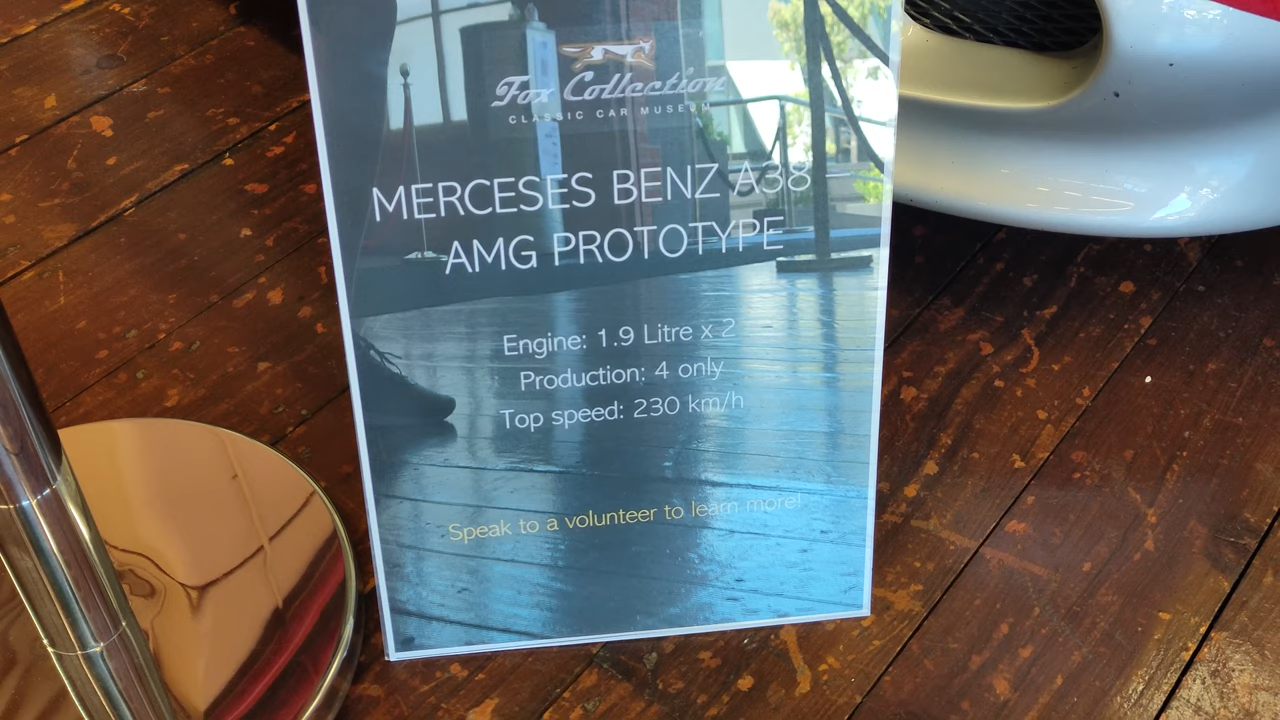 Fox Collection
CLASSIC CAR MUSEUM
MERCESES BENZ A38
AMG PROTOTYPE
Engine: 1.9 Litre x 2
Production: 4 only
Top speed: 230 km/h
Speak to a volunteer to learn more!